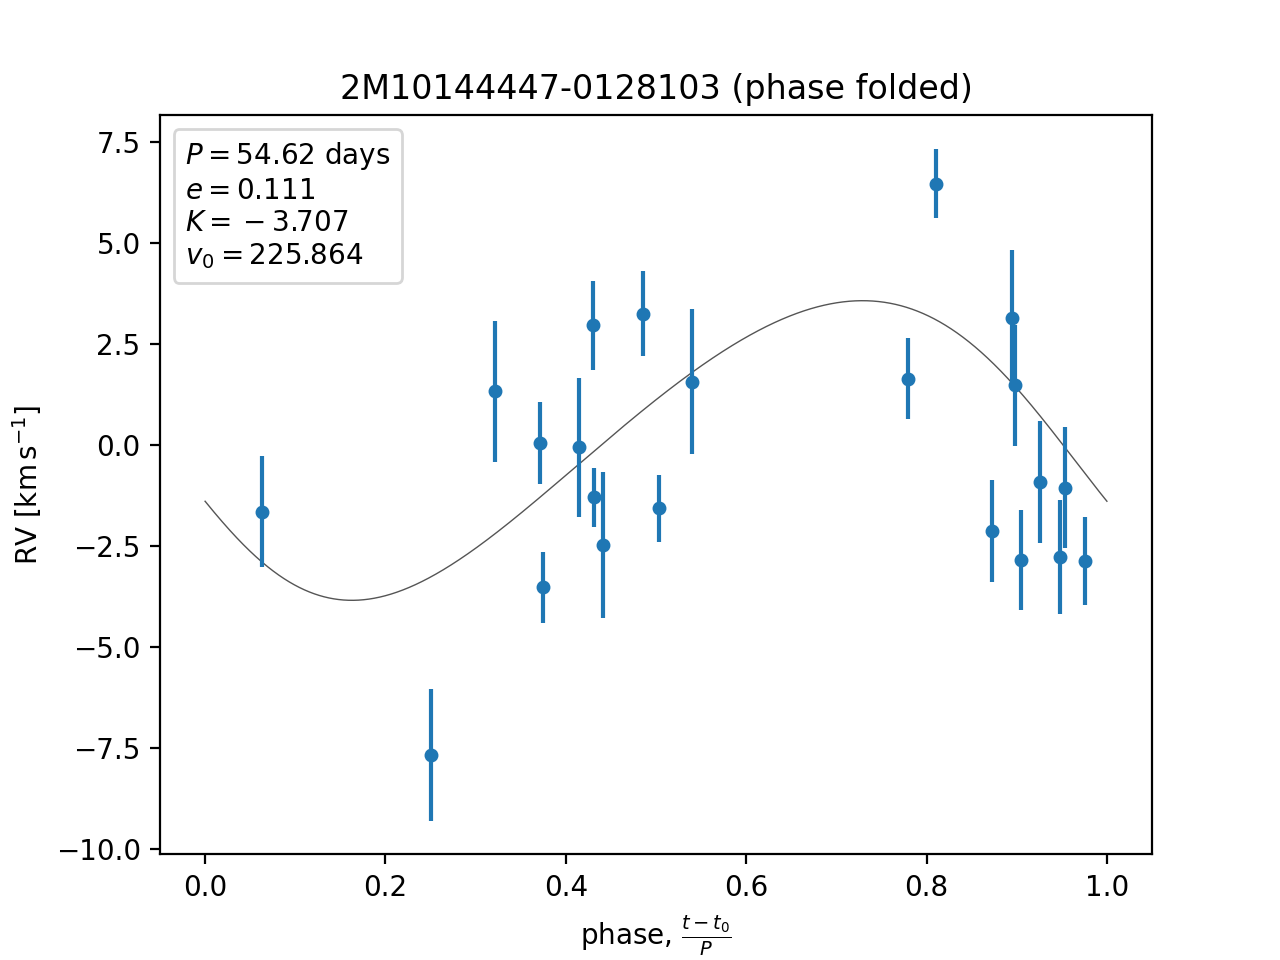 2M10144447-0128103 (phase folded)
P = 54.62 days
e = 0.111
K = −3.707
v₀ = 225.864
7.5
5.0
2.5
0.0
−2.5
−5.0
−7.5
−10.0
RV [km s⁻¹]
0.0 0.2 0.4 0.6 0.8 1.0
phase, (t − t₀)/P